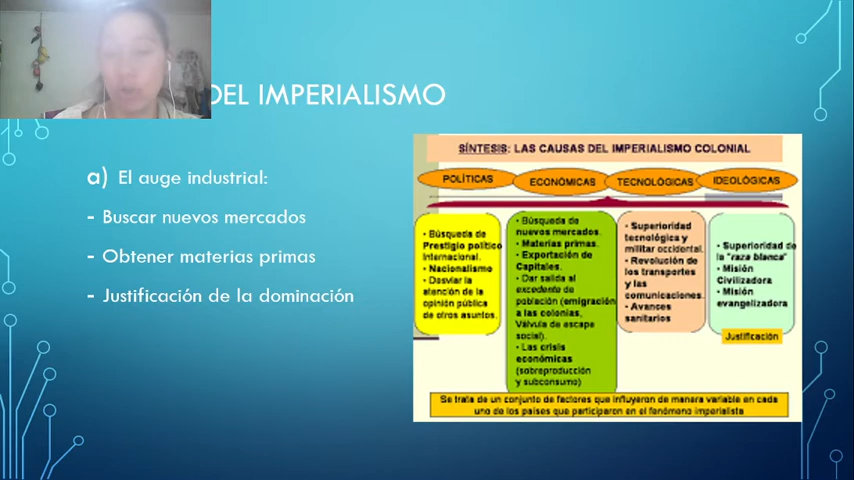 DEL IMPERIALISMO
a) El auge industrial:
- Buscar nuevos mercados
- Obtener materias primas
- Justificación de la dominación
SÍNTESIS: LAS CAUSAS DEL IMPERIALISMO COLONIAL
POLÍTICAS
ECONÓMICAS
TECNOLÓGICAS
IDEOLÓGICAS
• Búsqueda de
Prestigio político
Internacional.
• Nacionalismo
• Desviar la
atención de la
opinión pública
de otros asuntos.
• Búsqueda de
nuevos mercados.
• Materias primas.
• Exportación de
Capitales.
• Dar salida al
excedente de
población (emigración
a las colonias,
Válvula de escape
social).
• Las crisis
económicas
(sobreproducción
y subconsumo)
• Superioridad
tecnológica y
militar occidental.
• Revolución de
los transportes
y las
comunicaciones.
• Avances
sanitarios
• Superioridad de
la "raza blanca"
• Misión
Civilizadora
• Misión
evangelizadora
Justificación
Se trata de un conjunto de factores que influyeron de manera variable en cada
uno de los países que participaron en el fenómeno imperialista